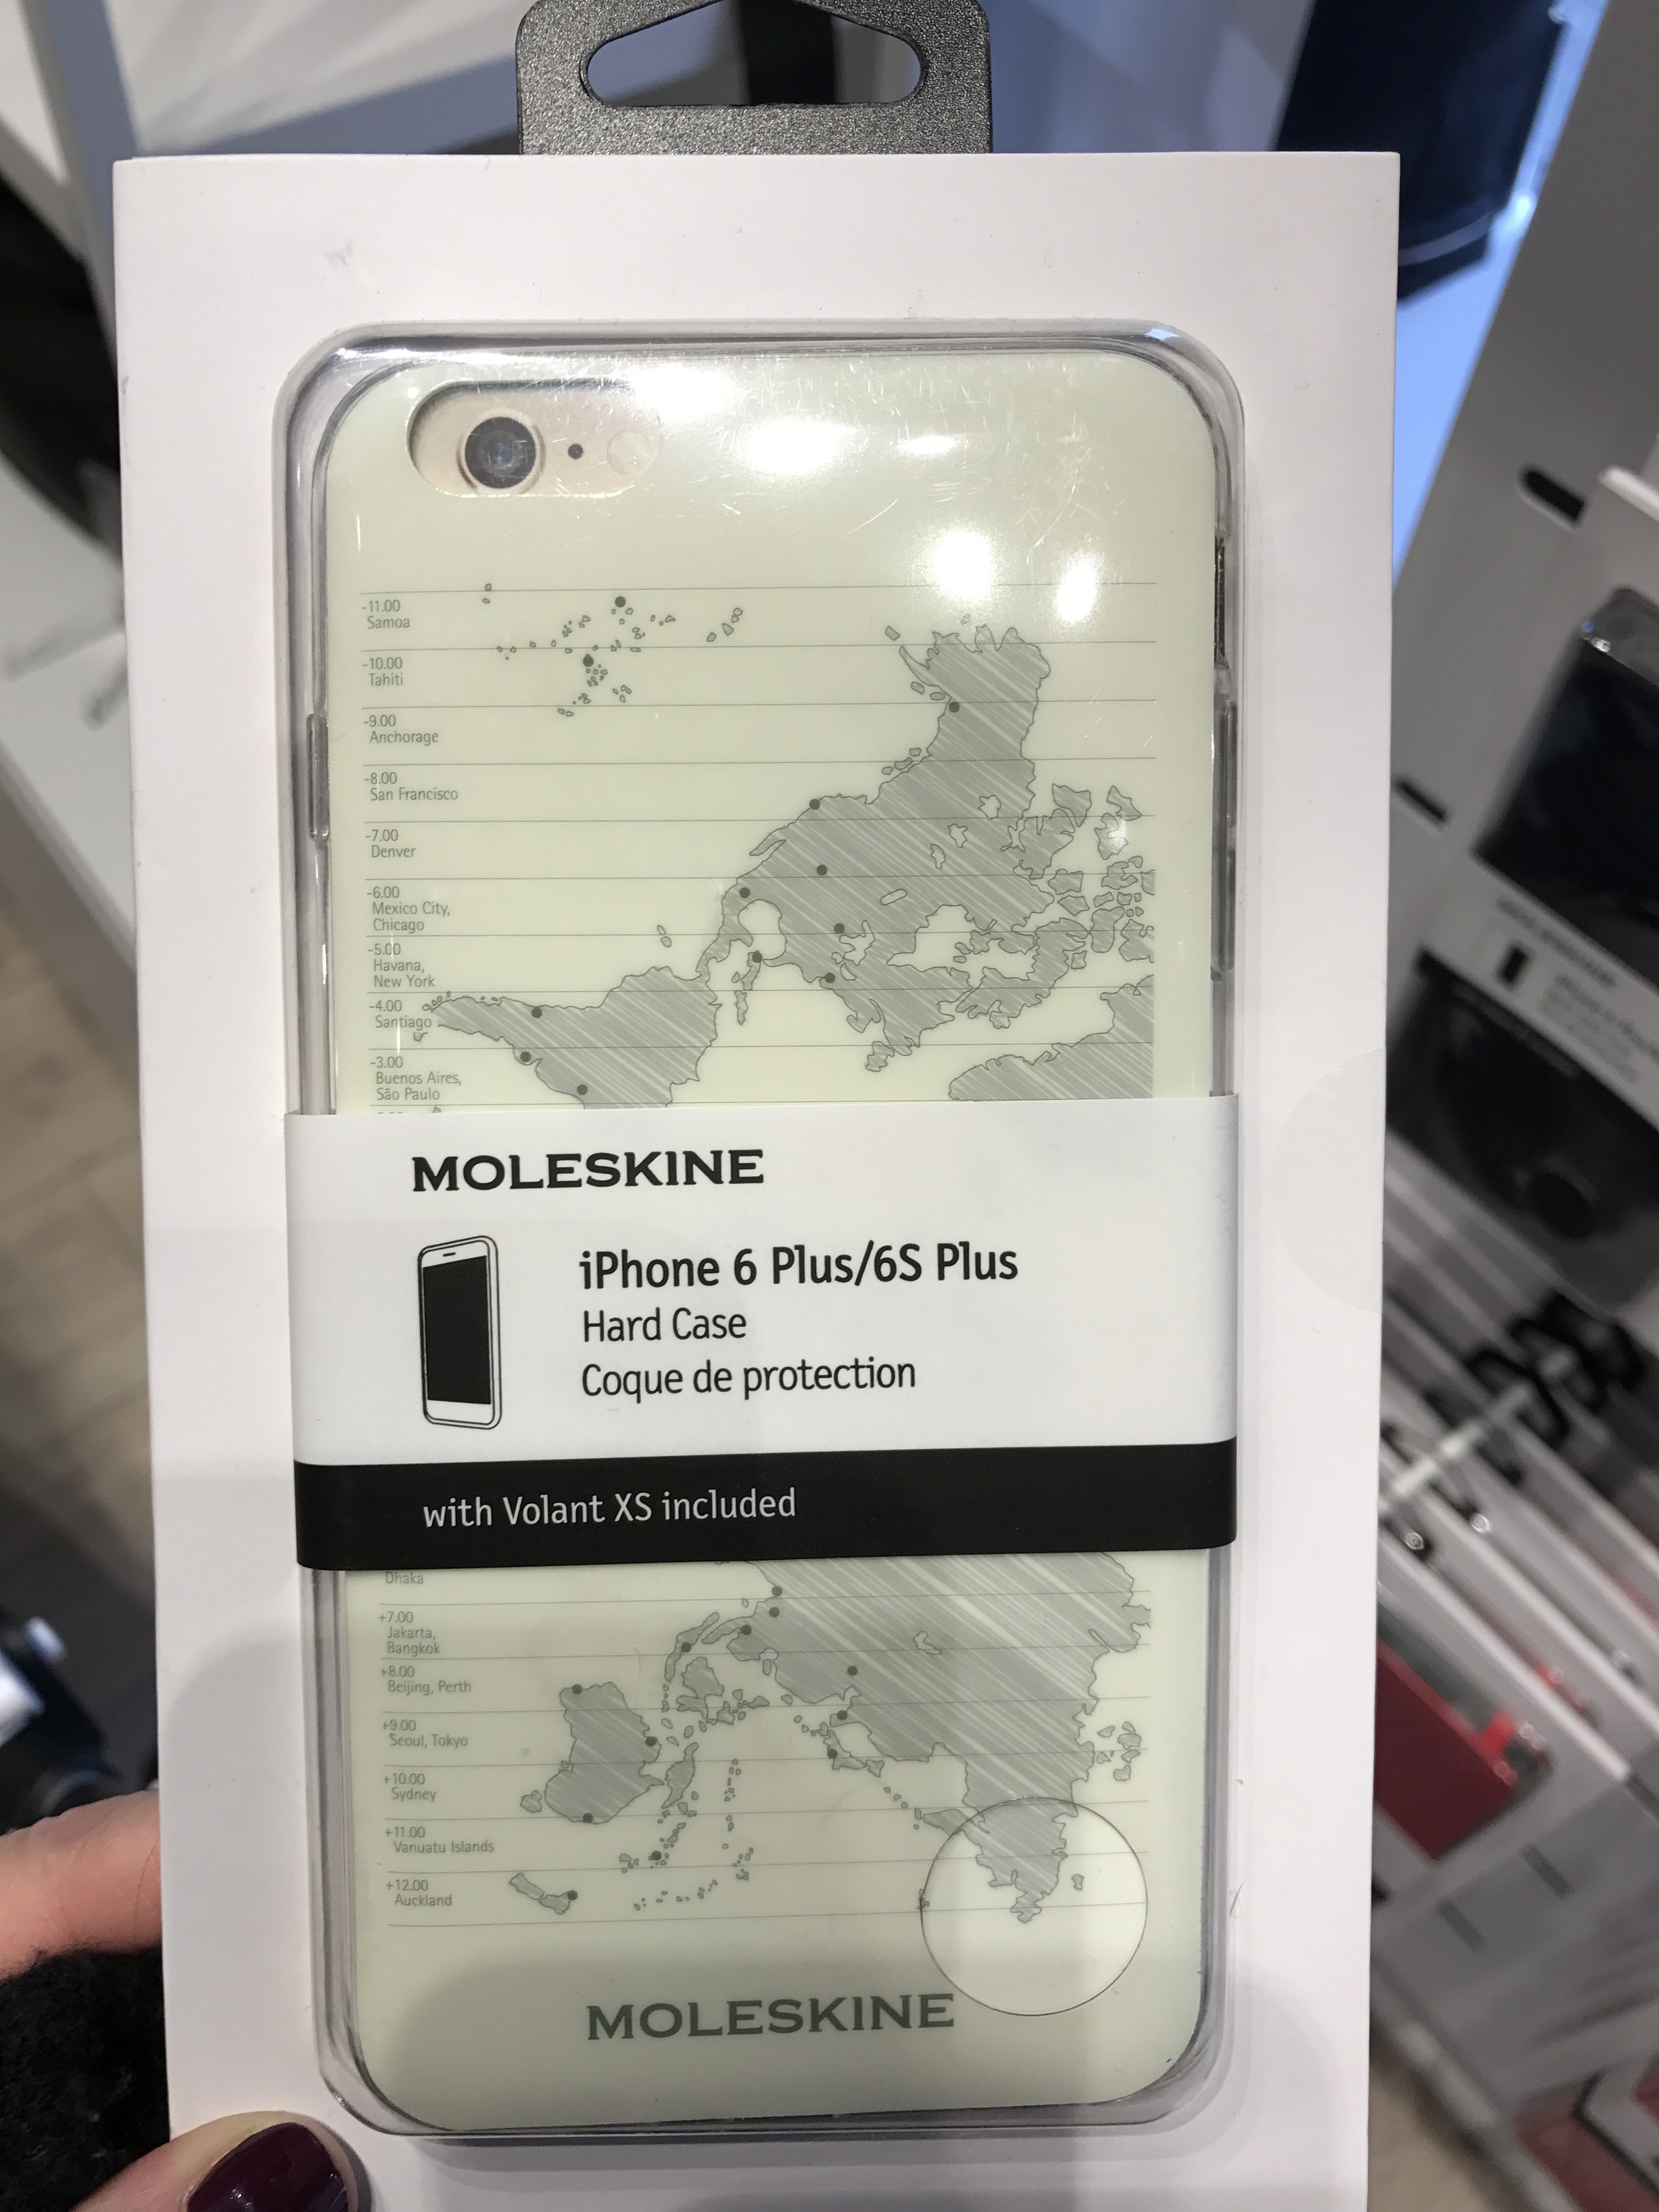 -11.00
Samoa
-10.00
Tahiti
-9.00
Anchorage
-8.00
San Francisco
-7.00
Denver
-6.00
Mexico City,
Chicago
-5.00
Havana,
New York
-4.00
Santiago
-3.00
Buenos Aires,
São Paulo
MOLESKINE
iPhone 6 Plus/6S Plus
Hard Case
Coque de protection
with Volant XS included
Dhaka
+7.00
Jakarta,
Bangkok
+8.00
Beijing, Perth
+9.00
Seoul, Tokyo
+10.00
Sydney
+11.00
Vanuatu Islands
+12.00
Auckland
MOLESKINE